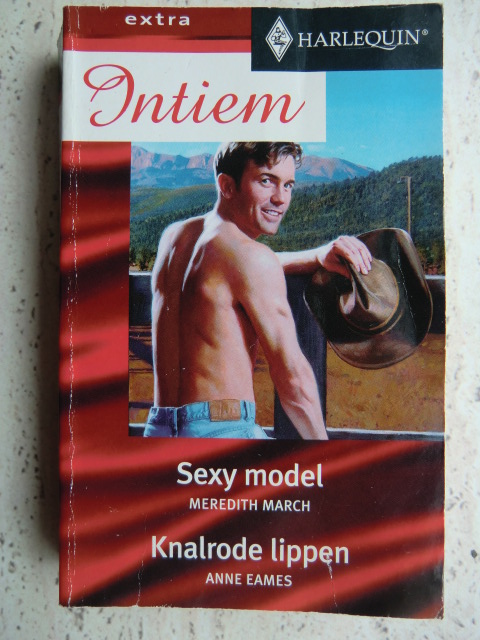 extra
HARLEQUIN®
Intiem
Sexy model
MEREDITH MARCH
Knalrode lippen
ANNE EAMES